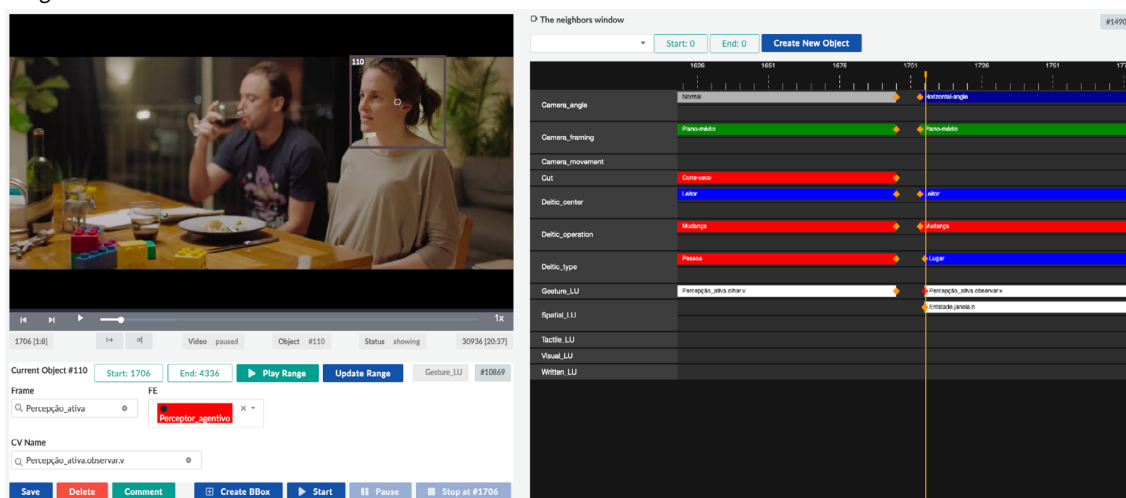 The neighbors window
#1490
Start: 0
End: 0
Create New Object
110
1626
1651
1676
1701
1726
1751
Camera_angle
Normal
Horizontal-angle
Camera_framing
Plano-médio
Plano-médio
Camera_movement
Cut
Corte-seco
Deitic_center
Leitor
Leitor
Deitic_operation
Mudança
Mudança
Deitic_type
Pessoa
Lugar
Gesture_LU
Percepção_ativa.olhar.v
Percepção_ativa.observar.v
Spatial_LU
Entidade.janela.n
Tactile_LU
Visual_LU
Written_LU
1x
1706 [1:8]
Video paused
Object #110
Status showing
30936 [20:37]
Current Object #110
Start: 1706
End: 4336
Play Range
Update Range
Gesture_LU
#10869
Frame
FE
Percepção_ativa
Perceptor_agentivo
CV Name
Percepção_ativa.observar.v
Save
Delete
Comment
Create BBox
Start
Pause
Stop at #1706